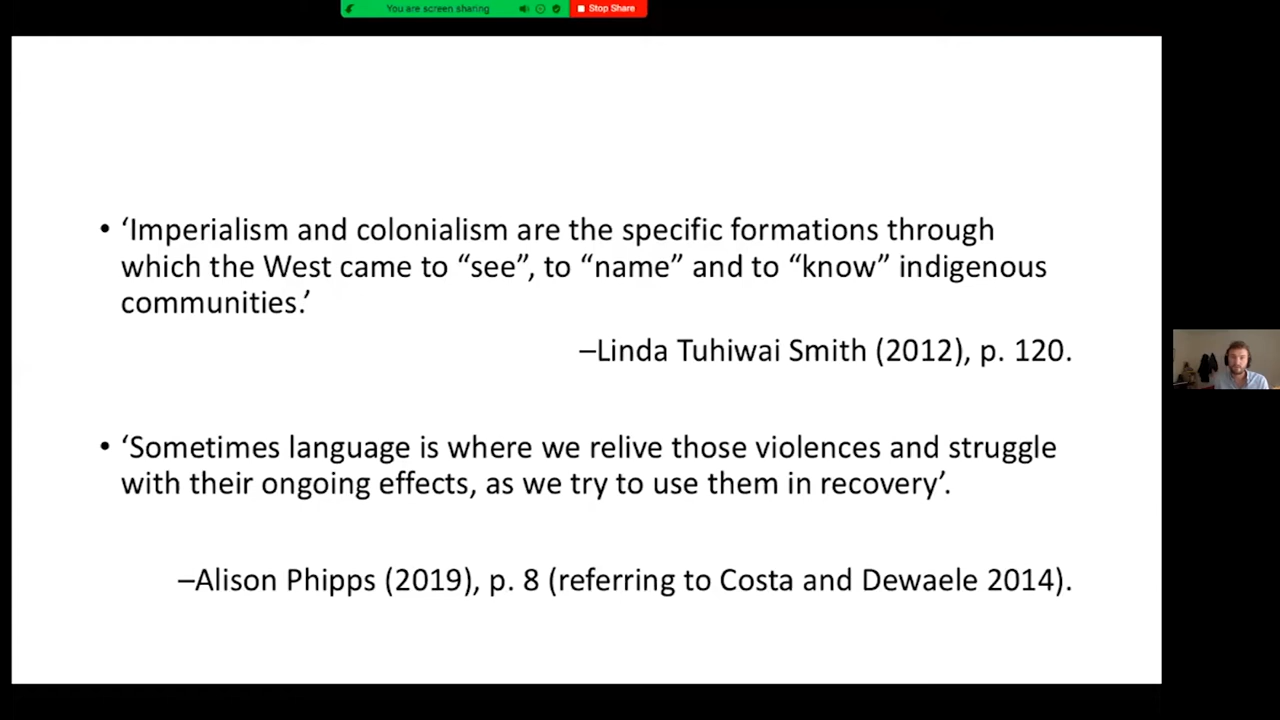 You are screen sharing
Stop Share
• ‘Imperialism and colonialism are the specific formations through
which the West came to “see”, to “name” and to “know” indigenous
communities.’
–Linda Tuhiwai Smith (2012), p. 120.
• ‘Sometimes language is where we relive those violences and struggle
with their ongoing effects, as we try to use them in recovery’.
–Alison Phipps (2019), p. 8 (referring to Costa and Dewaele 2014).